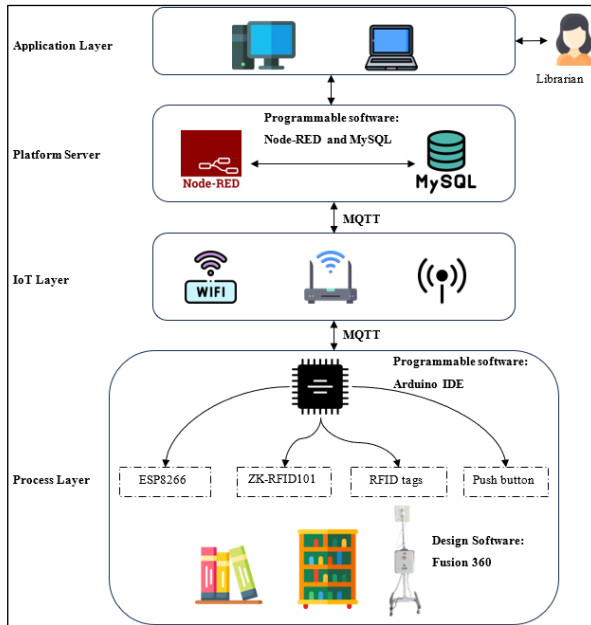 Application Layer
Librarian
Programmable software:
Node-RED and MySQL
Platform Server
Node-RED
MySQL
MQTT
WIFI
IoT Layer
MQTT
Programmable software:
Arduino IDE
Process Layer
ESP8266
ZK-RFID101
RFID tags
Push button
Design Software:
Fusion 360